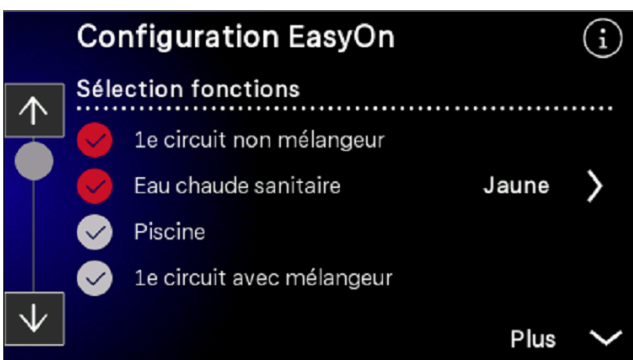 Configuration EasyOn
i
Sélection fonctions
1e circuit non mélangeur
Eau chaude sanitaire Jaune
Piscine
1e circuit avec mélangeur
Plus